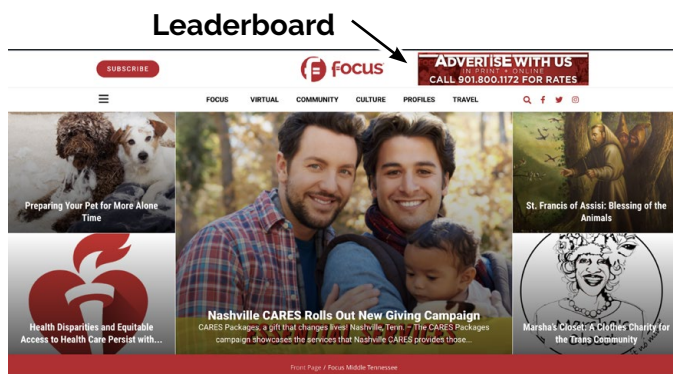 Leaderboard
SUBSCRIBE
FOCUS
ADVERTISE WITH US
IN PRINT • ONLINE
CALL 901.800.1172 FOR RATES
FOCUS VIRTUAL COMMUNITY CULTURE PROFILES TRAVEL
Preparing Your Pet for More Alone
Time
St. Francis of Assisi: Blessing of the
Animals
Nashville CARES Rolls Out New Giving Campaign
CARES Packages, a gift that changes lives! Nashville, Tenn. – The CARES Packages
campaign showcases the services that Nashville CARES provides those...
Health Disparities and Equitable
Access to Health Care Persist with...
Marsha's Closet: A Clothes Charity for
the Trans Community
Front Page / Focus Middle Tennessee